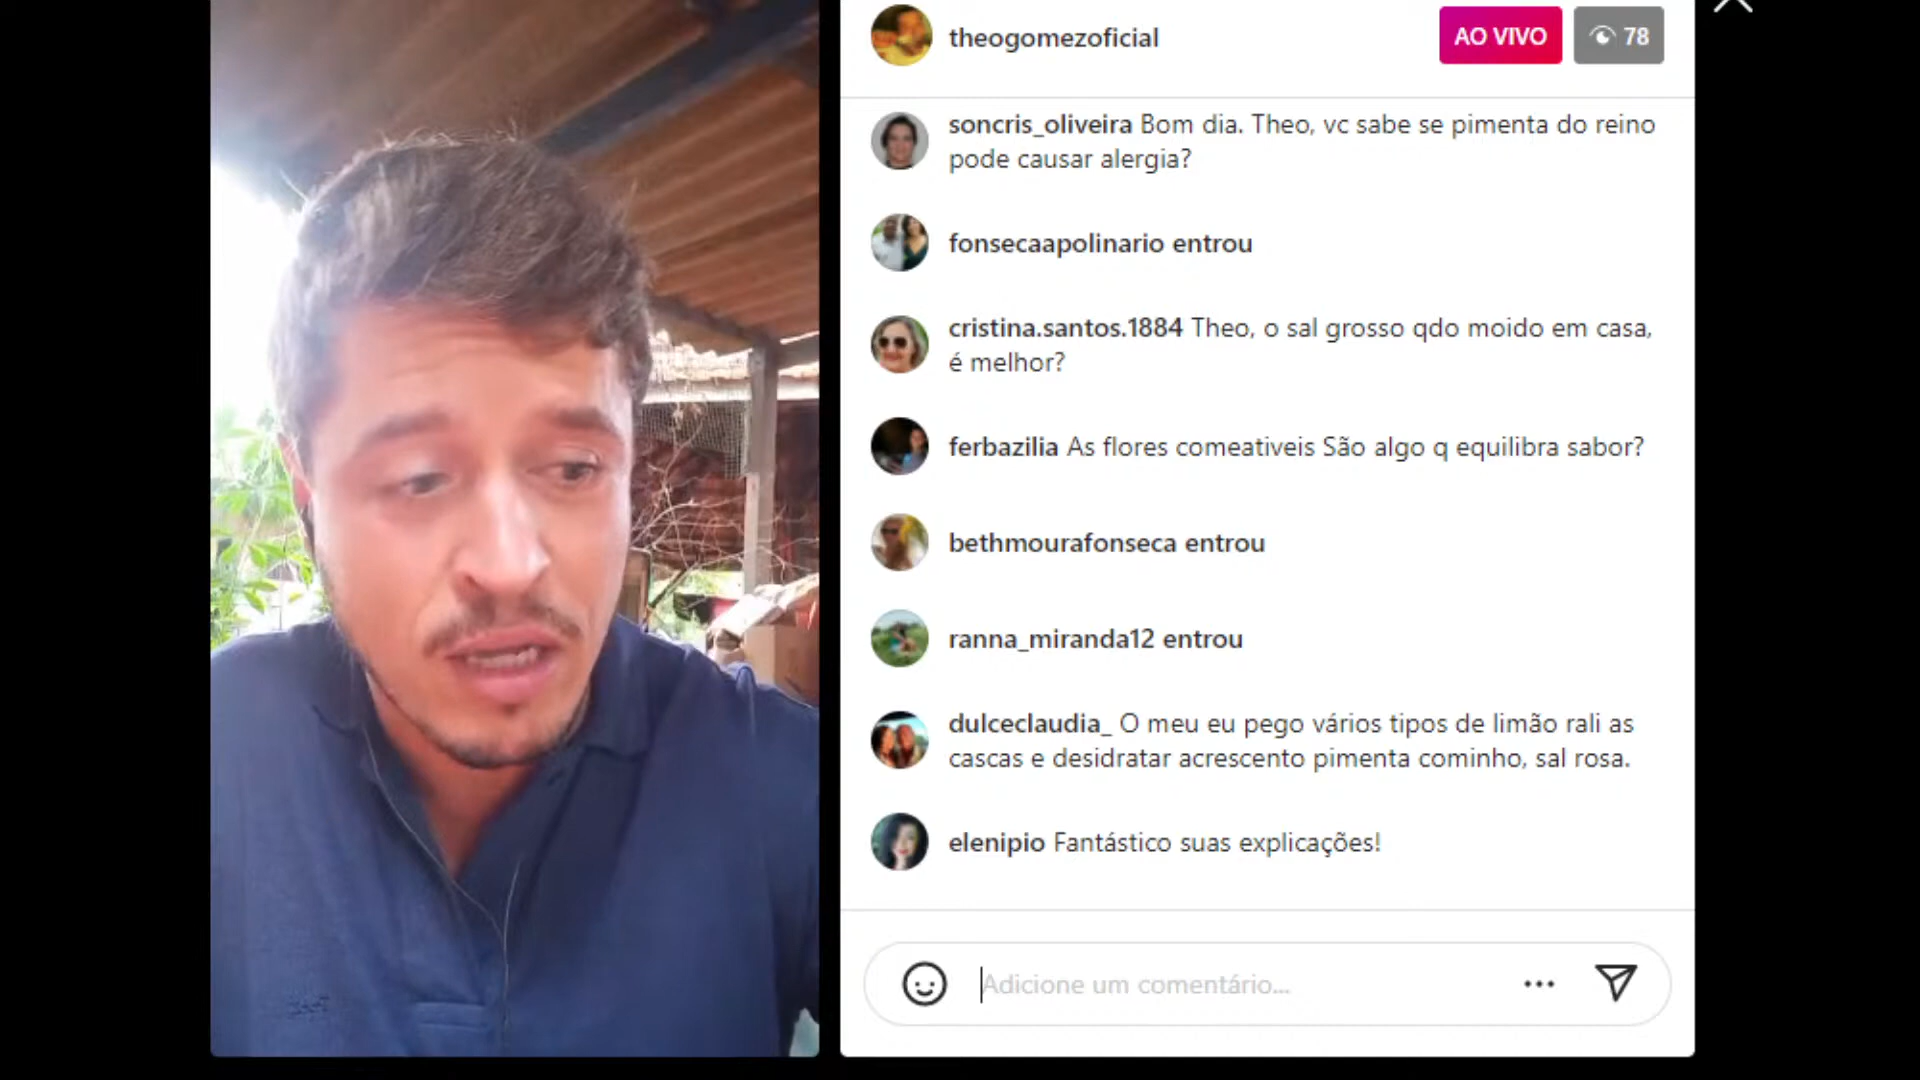 theogomezoficial
AO VIVO
78
soncris_oliveira Bom dia. Theo, vc sabe se pimenta do reino
pode causar alergia?
fonsecaapolinario entrou
cristina.santos.1884 Theo, o sal grosso qdo moido em casa,
é melhor?
ferbazilia As flores comeativeis São algo q equilibra sabor?
bethmourafonseca entrou
ranna_miranda12 entrou
dulceclaudia_ O meu eu pego vários tipos de limão rali as
cascas e desidratar acrescento pimenta cominho, sal rosa.
elenipio Fantástico suas explicações!
Adicione um comentário...